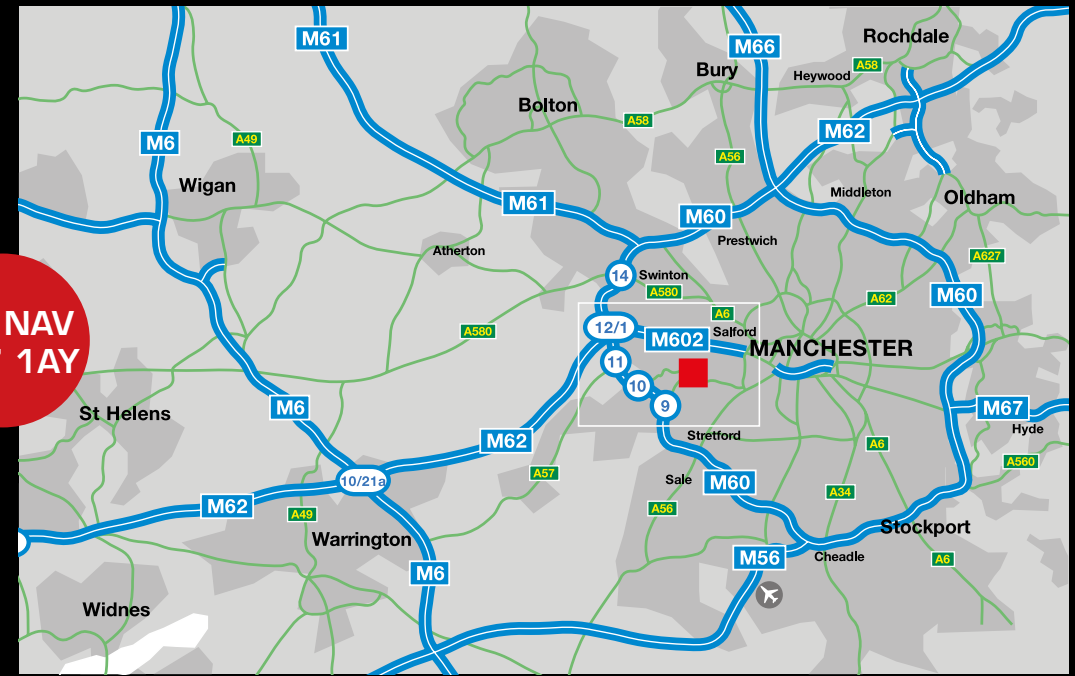 M61
M66
Rochdale
Bury
Heywood
A58
Bolton
A58
M62
M6
A49
A56
Wigan
Middleton
Oldham
M61
M60
Prestwich
Atherton
A627
14
Swinton
A580
A62
M60
NAV
1AY
12/1
A6
Salford
M602
MANCHESTER
A580
11
10
9
St Helens
M6
M67
Hyde
Stretford
M62
A6
A560
A57
10/21a
Sale
M60
A34
M62
A49
A56
Warrington
Stockport
M56
Cheadle
A6
M6
Widnes